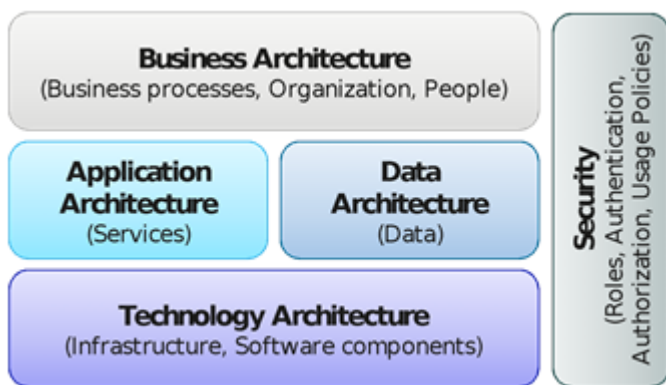 Business Architecture
(Business processes, Organization, People)
Application
Architecture
(Services)
Data
Architecture
(Data)
Technology Architecture
(Infrastructure, Software components)
Security
(Roles, Authentication,
Authorization, Usage Policies)